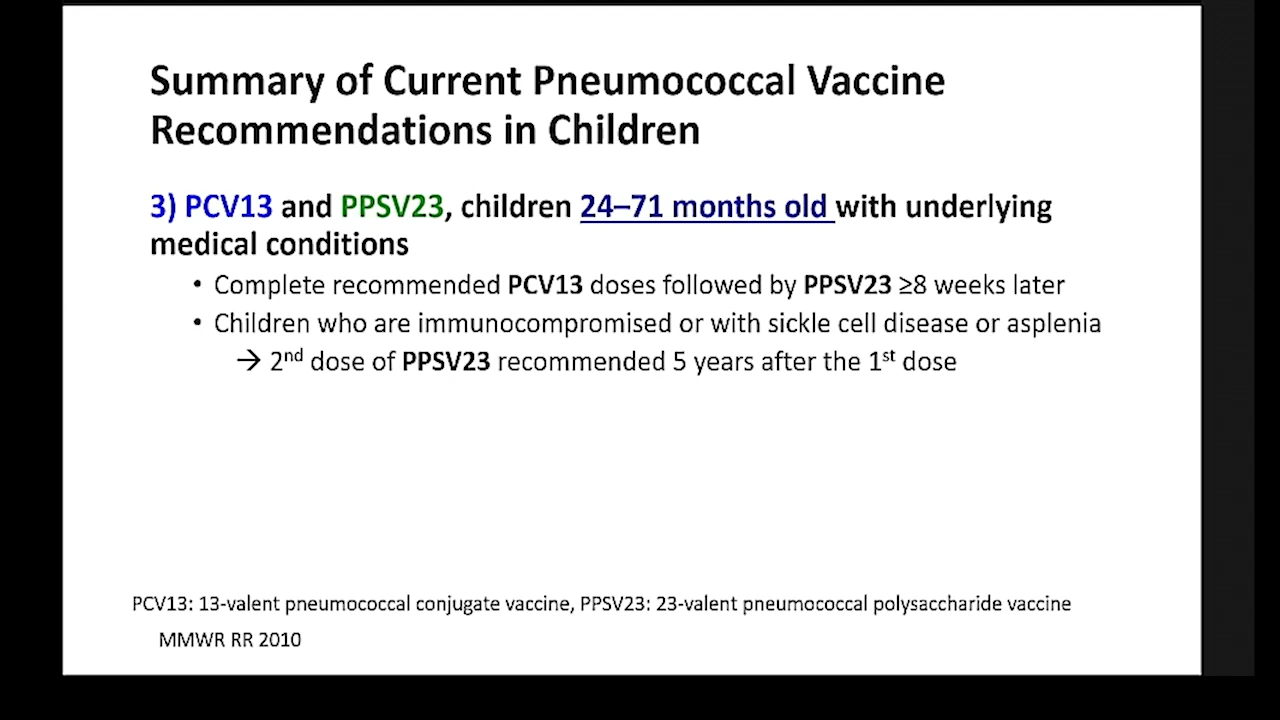 Summary of Current Pneumococcal Vaccine
Recommendations in Children
3) PCV13 and PPSV23, children 24–71 months old with underlying
medical conditions
• Complete recommended PCV13 doses followed by PPSV23 ≥8 weeks later
• Children who are immunocompromised or with sickle cell disease or asplenia
→ 2nd dose of PPSV23 recommended 5 years after the 1st dose
PCV13: 13-valent pneumococcal conjugate vaccine, PPSV23: 23-valent pneumococcal polysaccharide vaccine
MMWR RR 2010